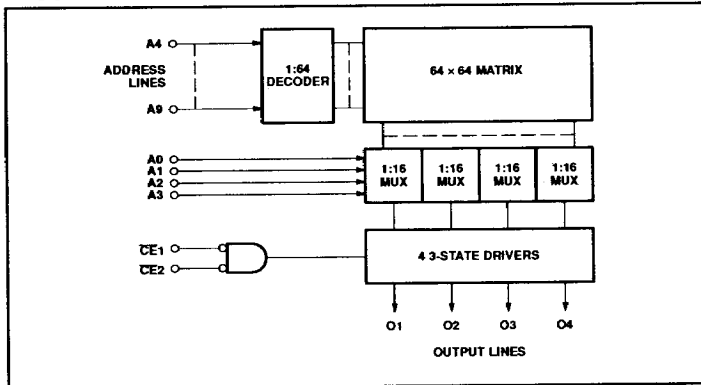 A4
ADDRESS
LINES
A9
1:64
DECODER
64 × 64 MATRIX
A0
A1
A2
A3
1:16
MUX
1:16
MUX
1:16
MUX
1:16
MUX
CE1
CE2
4 3-STATE DRIVERS
O1 O2 O3 O4
OUTPUT LINES